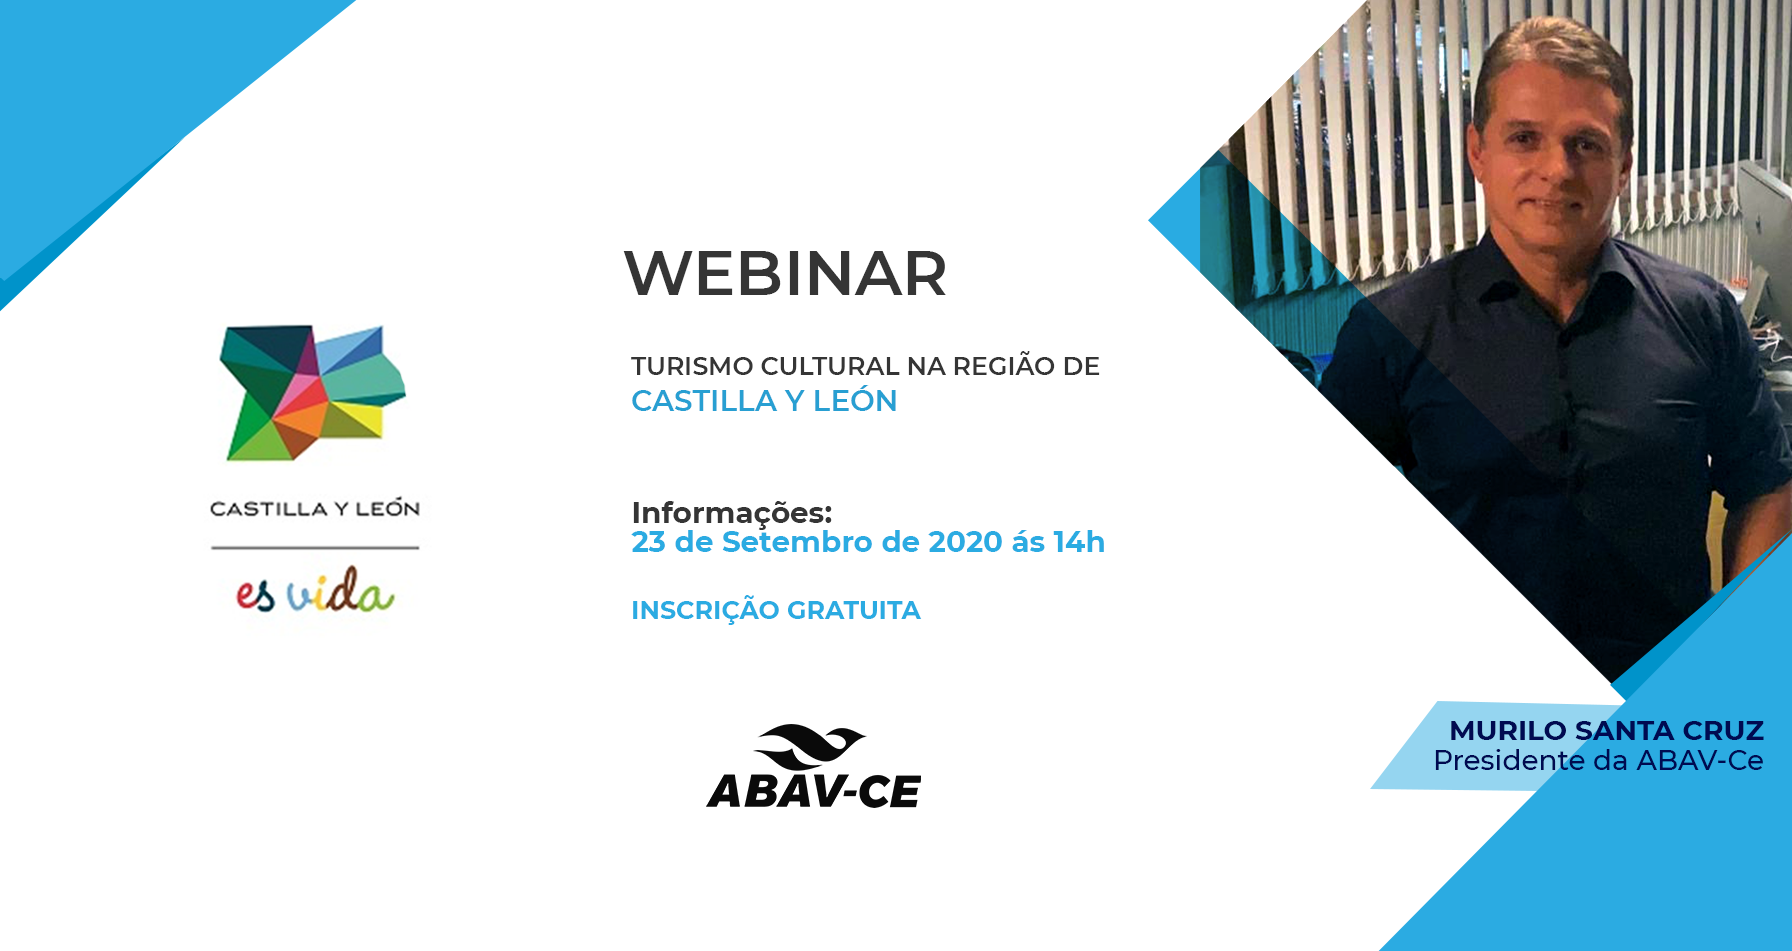 WEBINAR
TURISMO CULTURAL NA REGIÃO DE
CASTILLA Y LEÓN
Informações:
23 de Setembro de 2020 ás 14h
INSCRIÇÃO GRATUITA
CASTILLA Y LEÓN
es vida
ABAV-CE
MURILO SANTA CRUZ
Presidente da ABAV-Ce